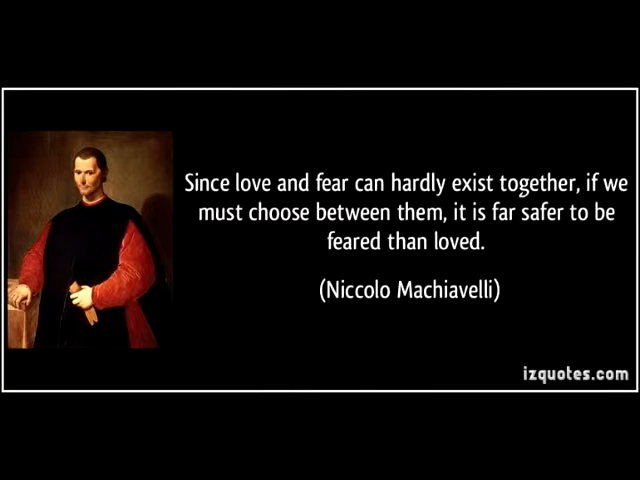 Since love and fear can hardly exist together, if we
must choose between them, it is far safer to be
feared than loved.
(Niccolo Machiavelli)
izquotes.com